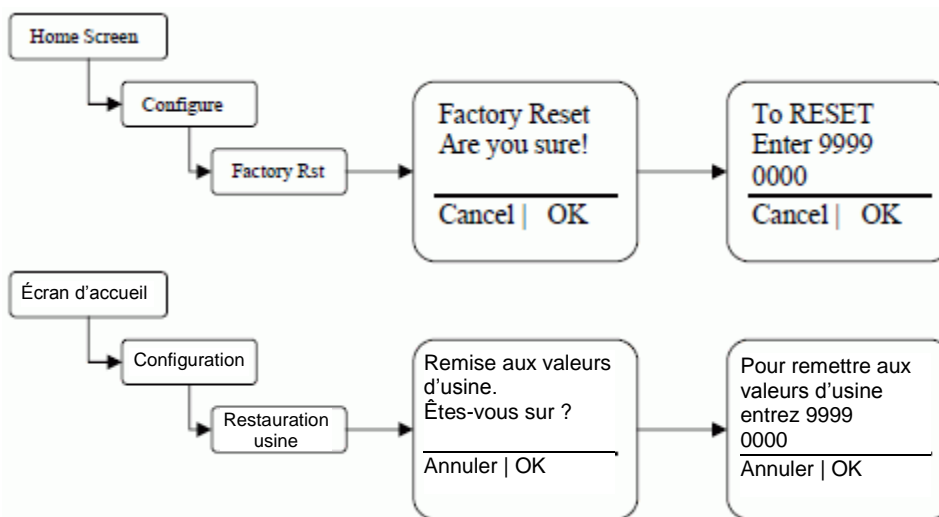 Home Screen
Configure
Factory Rst
Factory Reset
Are you sure!
Cancel | OK
To RESET
Enter 9999
0000
Cancel | OK
Écran d'accueil
Configuration
Restauration
usine
Remise aux valeurs
d'usine.
Êtes-vous sur ?
Annuler | OK
Pour remettre aux
valeurs d'usine
entrez 9999
0000
Annuler | OK